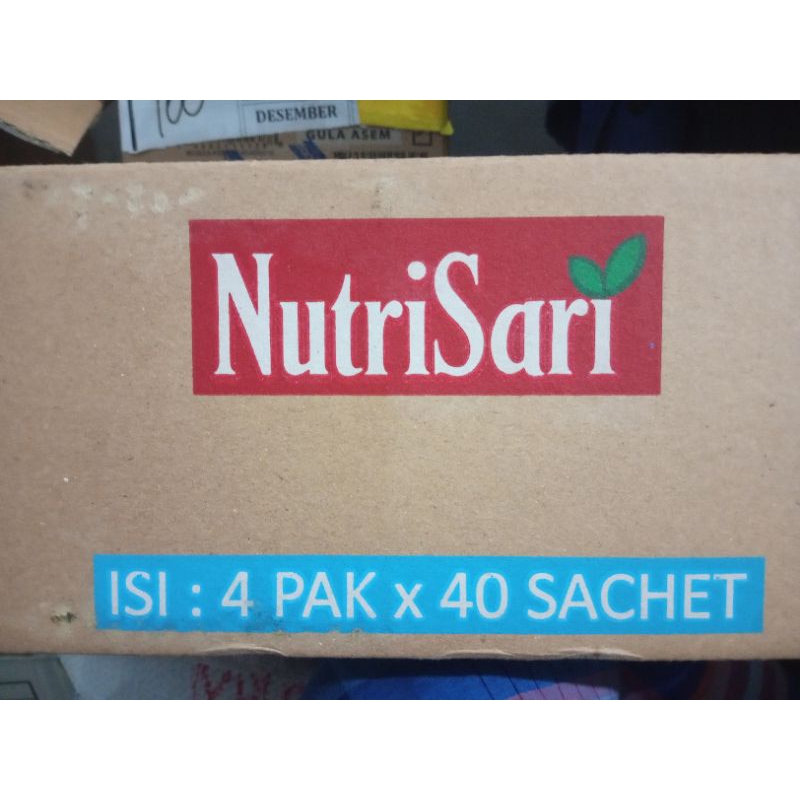 DESEMBER
GULA ASEM
NutriSari
ISI : 4 PAK x 40 SACHET